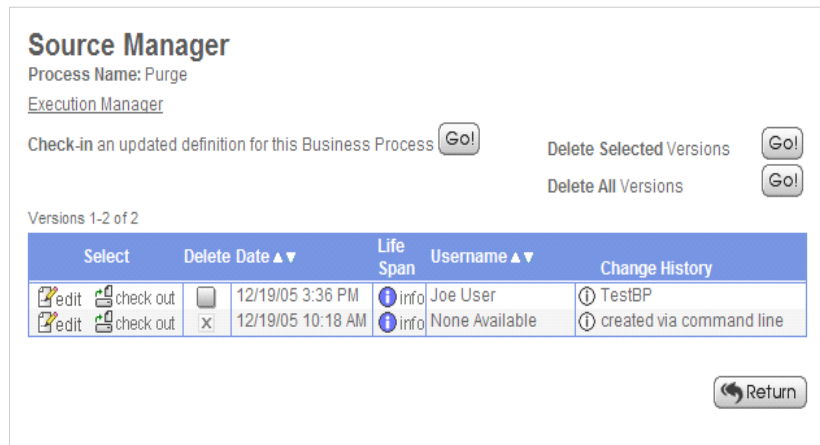 Source Manager
Process Name: Purge
Execution Manager
Check-in an updated definition for this Business Process Go!
Delete Selected Versions Go!
Delete All Versions Go!
Versions 1-2 of 2
Select Delete Date ▲▼ Life Span Username ▲▼ Change History
edit check out 12/19/05 3:36 PM info Joe User TestBP
edit check out x 12/19/05 10:18 AM info None Available created via command line
Return